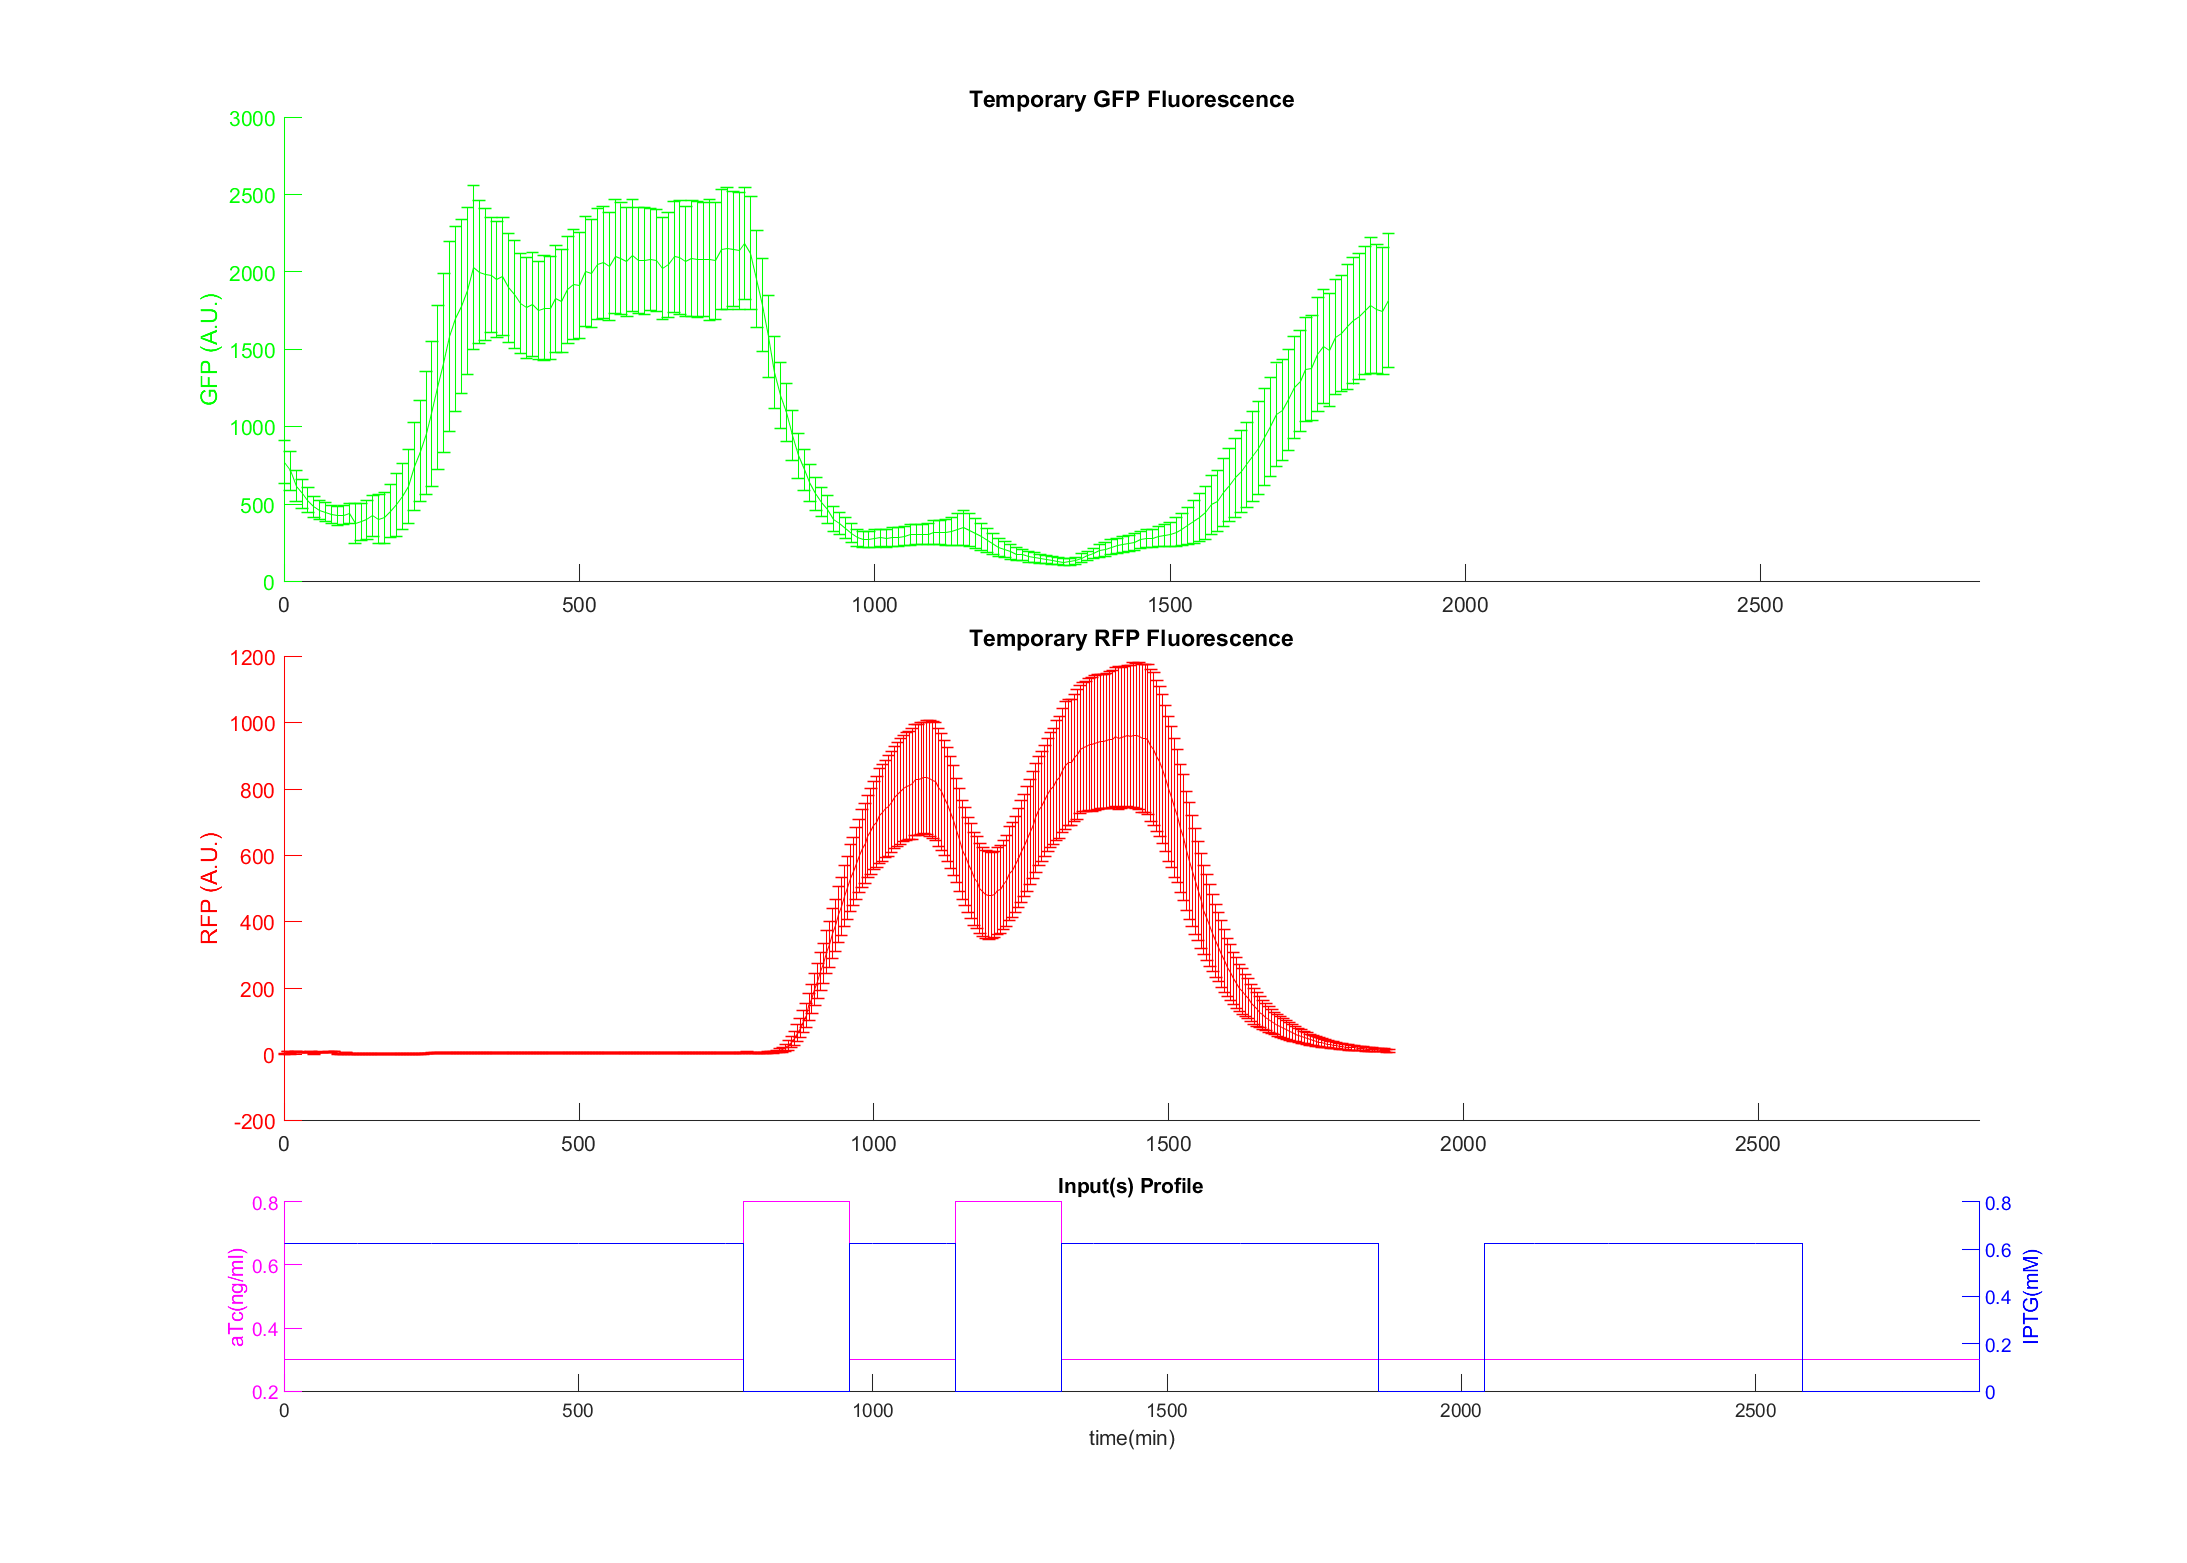 Temporary GFP Fluorescence
3000
2500
2000
1500
1000
500
0
GFP (A.U.)
0 500 1000 1500 2000 2500
Temporary RFP Fluorescence
1200
1000
800
600
400
200
0
-200
RFP (A.U.)
0 500 1000 1500 2000 2500
Input(s) Profile
0.8
0.6
0.4
0.2
aTc(ng/ml)
0.8
0.6
0.4
0.2
0
IPTG(mM)
0 500 1000 1500 2000 2500
time(min)